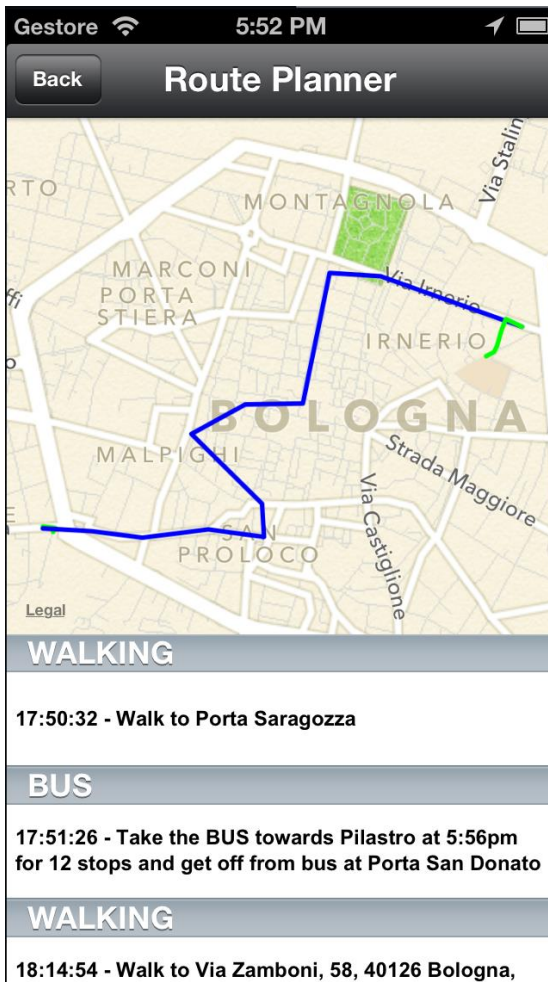 Gestore 5:52 PM
Back Route Planner
Via Stalin
RTO
MONTAGNOLA
MARCONI
ffi
PORTA
STIERA
Via Irnerio
IRNERIO
BOLOGNA
MALPIGHI
Strada Maggiore
Via Castiglione
SAN
PROLOCO
Legal
WALKING
17:50:32 - Walk to Porta Saragozza
BUS
17:51:26 - Take the BUS towards Pilastro at 5:56pm
for 12 stops and get off from bus at Porta San Donato
WALKING
18:14:54 - Walk to Via Zamboni, 58, 40126 Bologna,